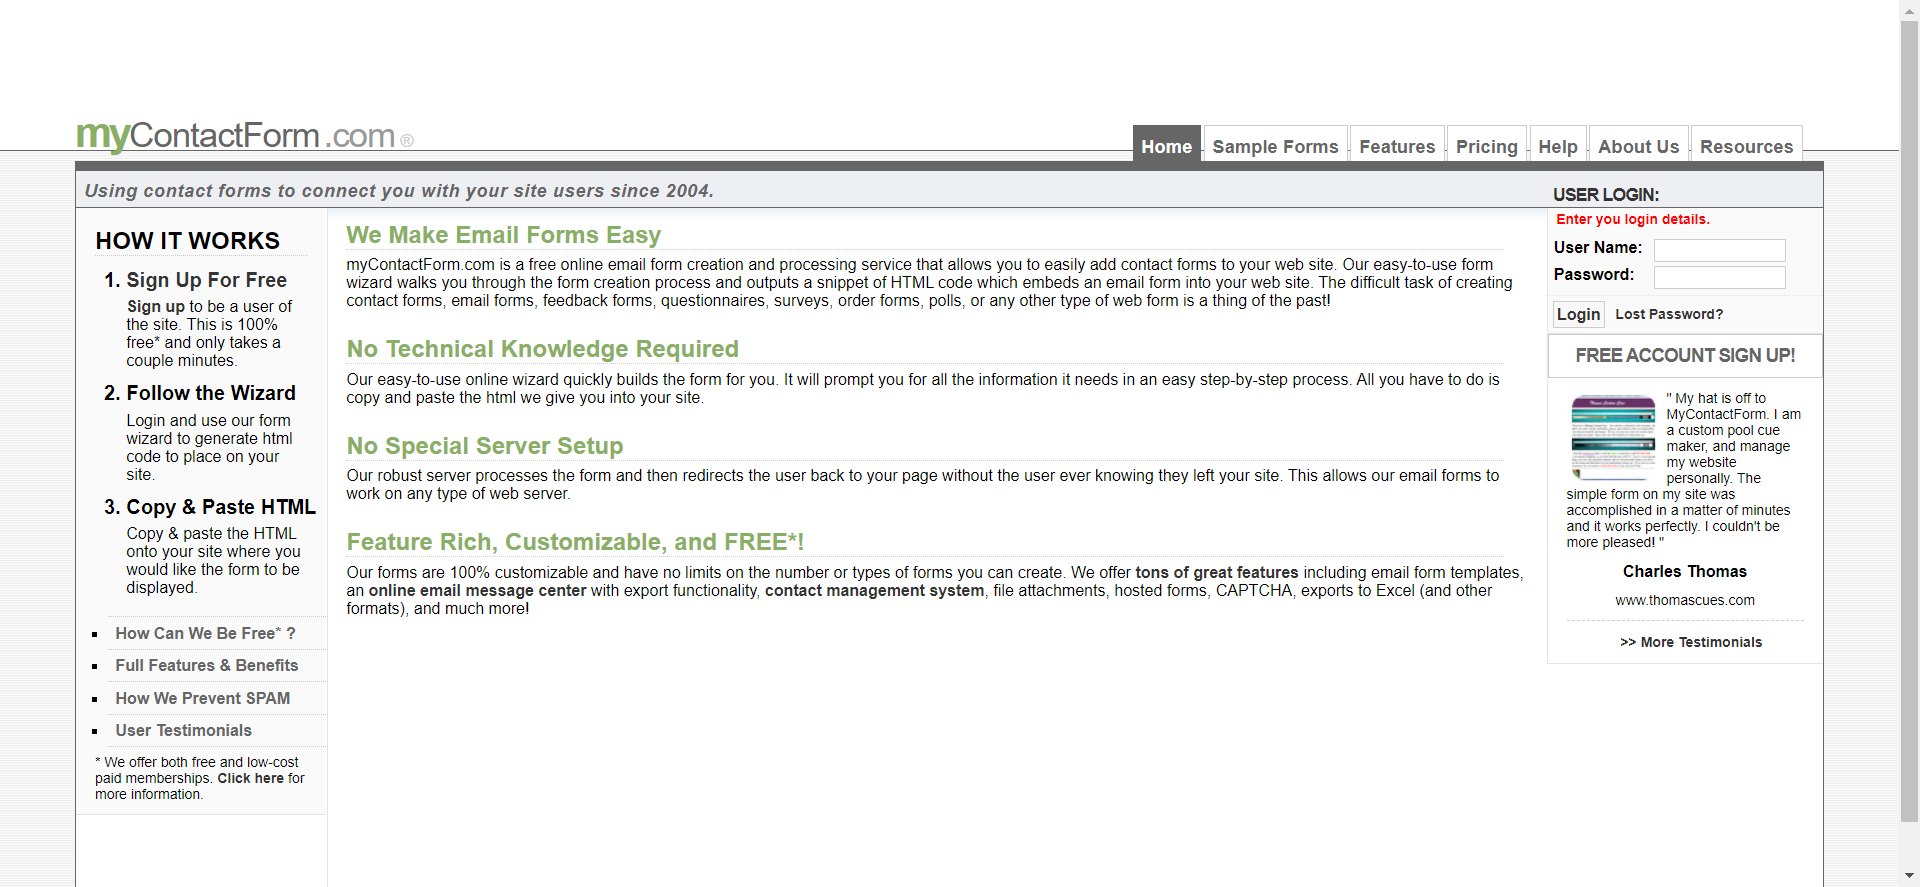 myContactForm.com ®
Home
Sample Forms
Features
Pricing
Help
About Us
Resources
Using contact forms to connect you with your site users since 2004.
HOW IT WORKS
1. Sign Up For Free
Sign up to be a user of
the site. This is 100%
free* and only takes a
couple minutes.
2. Follow the Wizard
Login and use our form
wizard to generate html
code to place on your
site.
3. Copy & Paste HTML
Copy & paste the HTML
onto your site where you
would like the form to be
displayed.
How Can We Be Free* ?
Full Features & Benefits
How We Prevent SPAM
User Testimonials
* We offer both free and low-cost
paid memberships. Click here for
more information.
We Make Email Forms Easy
myContactForm.com is a free online email form creation and processing service that allows you to easily add contact forms to your web site. Our easy-to-use form
wizard walks you through the form creation process and outputs a snippet of HTML code which embeds an email form into your web site. The difficult task of creating
contact forms, email forms, feedback forms, questionnaires, surveys, order forms, polls, or any other type of web form is a thing of the past!
No Technical Knowledge Required
Our easy-to-use online wizard quickly builds the form for you. It will prompt you for all the information it needs in an easy step-by-step process. All you have to do is
copy and paste the html we give you into your site.
No Special Server Setup
Our robust server processes the form and then redirects the user back to your page without the user ever knowing they left your site. This allows our email forms to
work on any type of web server.
Feature Rich, Customizable, and FREE*!
Our forms are 100% customizable and have no limits on the number or types of forms you can create. We offer tons of great features including email form templates,
an online email message center with export functionality, contact management system, file attachments, hosted forms, CAPTCHA, exports to Excel (and other
formats), and much more!
USER LOGIN:
Enter you login details.
User Name:
Password:
Login
Lost Password?
FREE ACCOUNT SIGN UP!
" My hat is off to
MyContactForm. I am
a custom pool cue
maker, and manage
my website
personally. The
simple form on my site was
accomplished in a matter of minutes
and it works perfectly. I couldn't be
more pleased! "
Charles Thomas
www.thomascues.com
>> More Testimonials